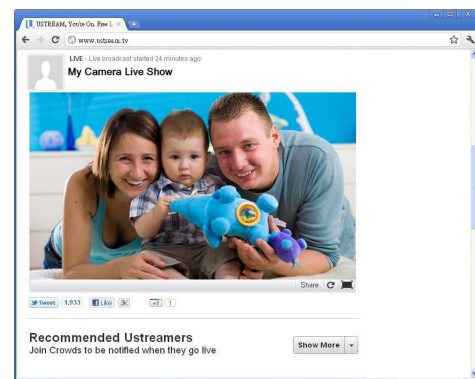 USTREAM, You're On. Free L
www.ustream.tv
LIVE - Live broadcast started 24 minutes ago
My Camera Live Show
Share
Tweet 1,933 Like 3K +1 1
Recommended Ustreamers
Join Crowds to be notified when they go live
Show More